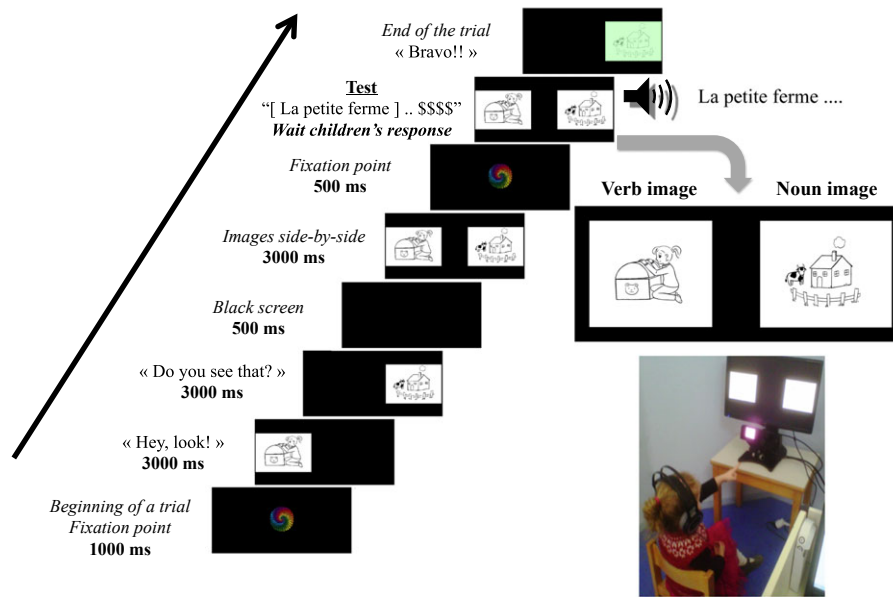 End of the trial
« Bravo!! »
Test
“[ La petite ferme ] .. $$$$”
Wait children’s response
La petite ferme ....
Fixation point
500 ms
Verb image
Noun image
Images side-by-side
3000 ms
Black screen
500 ms
« Do you see that? »
3000 ms
« Hey, look! »
3000 ms
Beginning of a trial
Fixation point
1000 ms